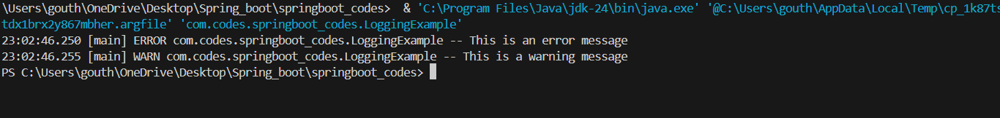 \Users\gouth\OneDrive\Desktop\Spring_boot\springboot_codes>  & 'C:\Program Files\Java\jdk-24\bin\java.exe' '@C:\Users\gouth\AppData\Local\Temp\cp_1k87ts
tdx1brx2y867mbher.argfile' 'com.codes.springboot_codes.LoggingExample'
23:02:46.250 [main] ERROR com.codes.springboot_codes.LoggingExample -- This is an error message
23:02:46.255 [main] WARN com.codes.springboot_codes.LoggingExample -- This is a warning message
PS C:\Users\gouth\OneDrive\Desktop\Spring_boot\springboot_codes>